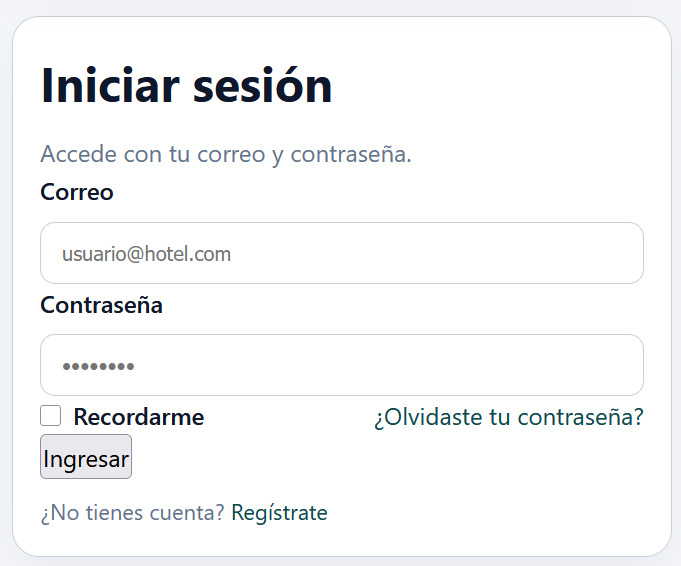 Iniciar sesión
Accede con tu correo y contraseña.
Correo
usuario@hotel.com
Contraseña
••••••••
Recordarme ¿Olvidaste tu contraseña?
Ingresar
¿No tienes cuenta? Regístrate